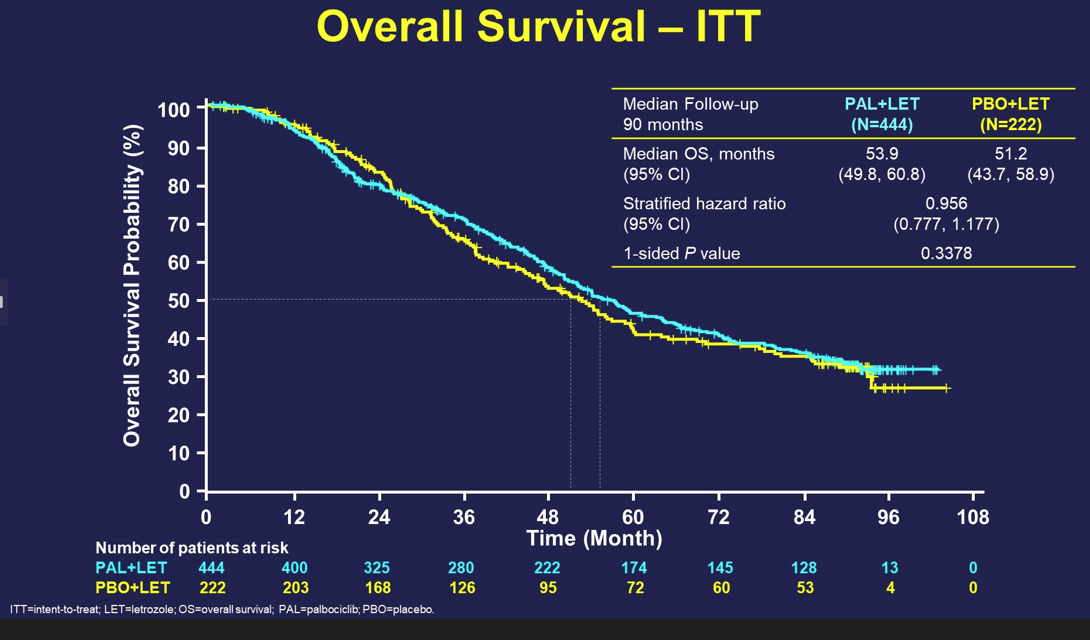 Overall Survival – ITT
Median Follow-up 90 months PAL+LET (N=444) PBO+LET (N=222)
Median OS, months (95% CI) 53.9 (49.8, 60.8) 51.2 (43.7, 58.9)
Stratified hazard ratio (95% CI) 0.956 (0.777, 1.177)
1-sided P value 0.3378
Overall Survival Probability (%)
100
90
80
70
60
50
40
30
20
10
0
0 12 24 36 48 60 72 84 96 108
Time (Month)
Number of patients at risk
PAL+LET 444 400 325 280 222 174 145 128 13 0
PBO+LET 222 203 168 126 95 72 60 53 4 0
ITT=intent-to-treat; LET=letrozole; OS=overall survival; PAL=palbociclib; PBO=placebo.